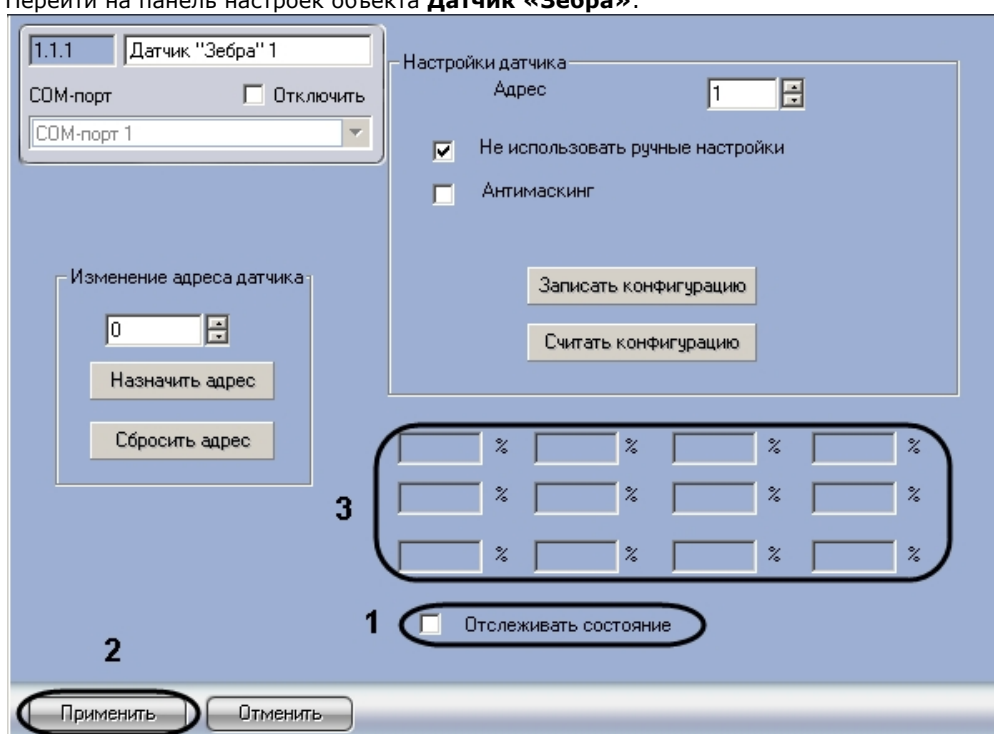 Перейти на панель настроек объекта Датчик «Зебра».
1.1.1 Датчик "Зебра" 1
COM-порт Отключить
COM-порт 1
Настройки датчика
Адрес 1
Не использовать ручные настройки
Антимаскинг
Записать конфигурацию
Считать конфигурацию
Изменение адреса датчика
0
Назначить адрес
Сбросить адрес
% % % %
% % % %
% % % %
3
1 Отслеживать состояние
2
Применить Отменить